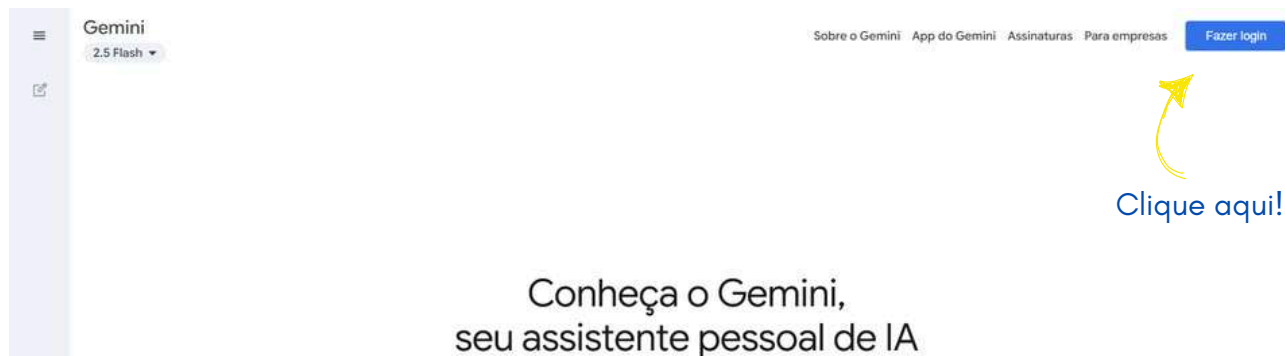 Gemini
2.5 Flash
Sobre o Gemini App do Gemini Assinaturas Para empresas Fazer login
Clique aqui!
Conheça o Gemini,
seu assistente pessoal de IA